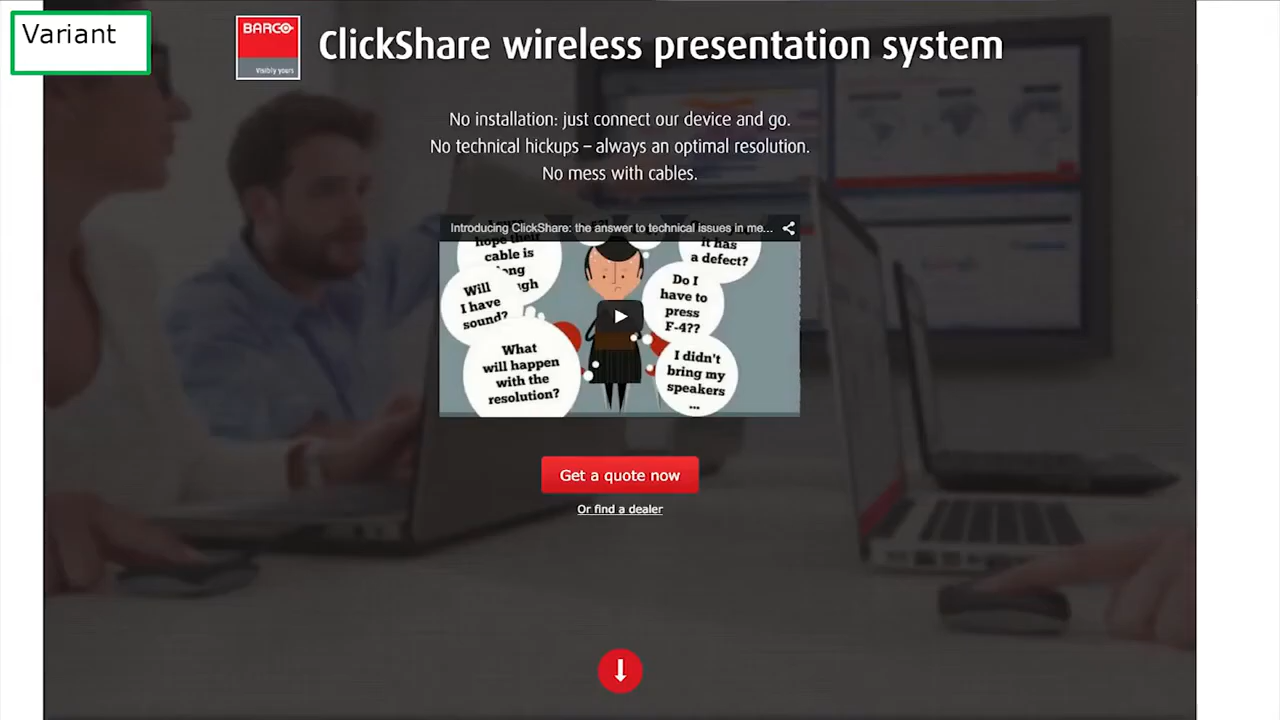 Variant
BARCO
Visibly yours
ClickShare wireless presentation system
No installation: just connect our device and go.
No technical hickups – always an optimal resolution.
No mess with cables.
Introducing ClickShare: the answer to technical issues in me...
hope their
cable is
long
Will
I have
sound?
What
will happen
with the
resolution?
it has
a defect?
Do I
have to
press
F-4??
I didn't
bring my
speakers
...
Get a quote now
Or find a dealer